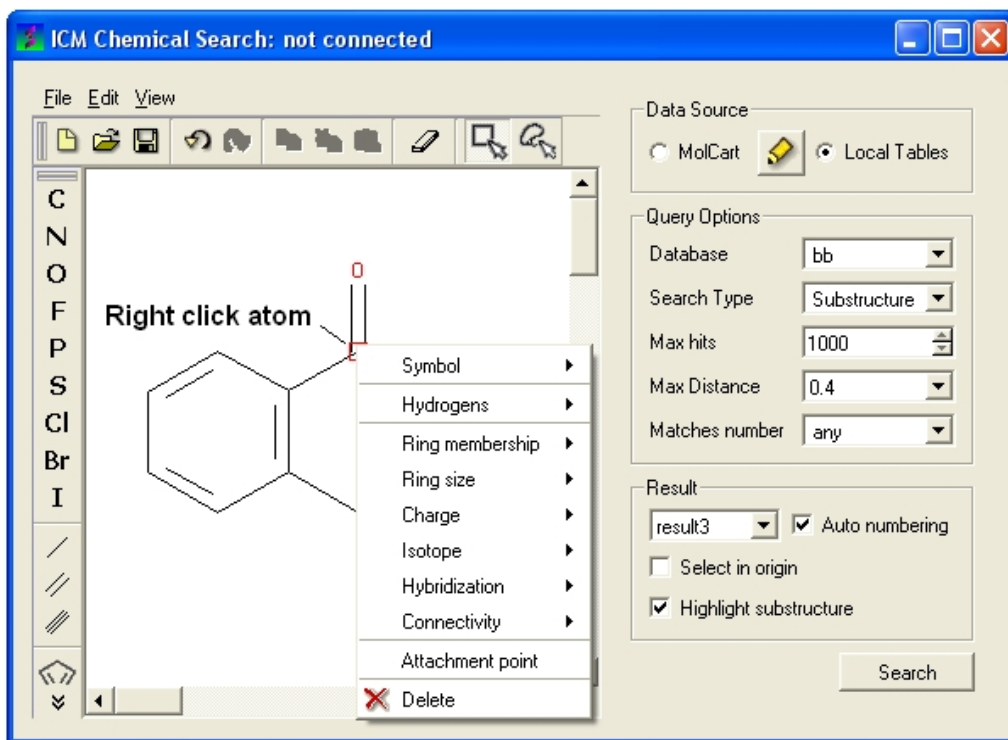 ICM Chemical Search: not connected
File Edit View
C
N
O
F
P
S
Cl
Br
I
O
Right click atom
Symbol
Hydrogens
Ring membership
Ring size
Charge
Isotope
Hybridization
Connectivity
Attachment point
Delete
Data Source
MolCart
Local Tables
Query Options
Database bb
Search Type Substructure
Max hits 1000
Max Distance 0.4
Matches number any
Result
result3 Auto numbering
Select in origin
Highlight substructure
Search